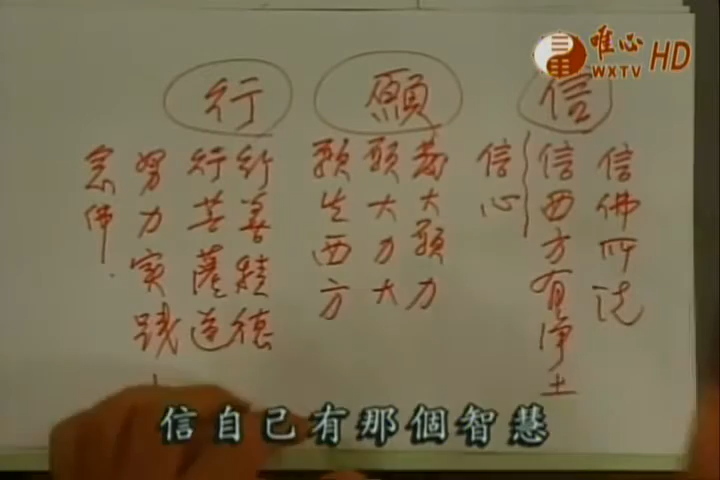 唯心
WXTV
HD
信
信佛所說
信西方有淨土
信心
願
發大願力
願大力大
願生西方
行
行善積德
行菩薩道
努力實踐
念佛
信自己有那個智慧